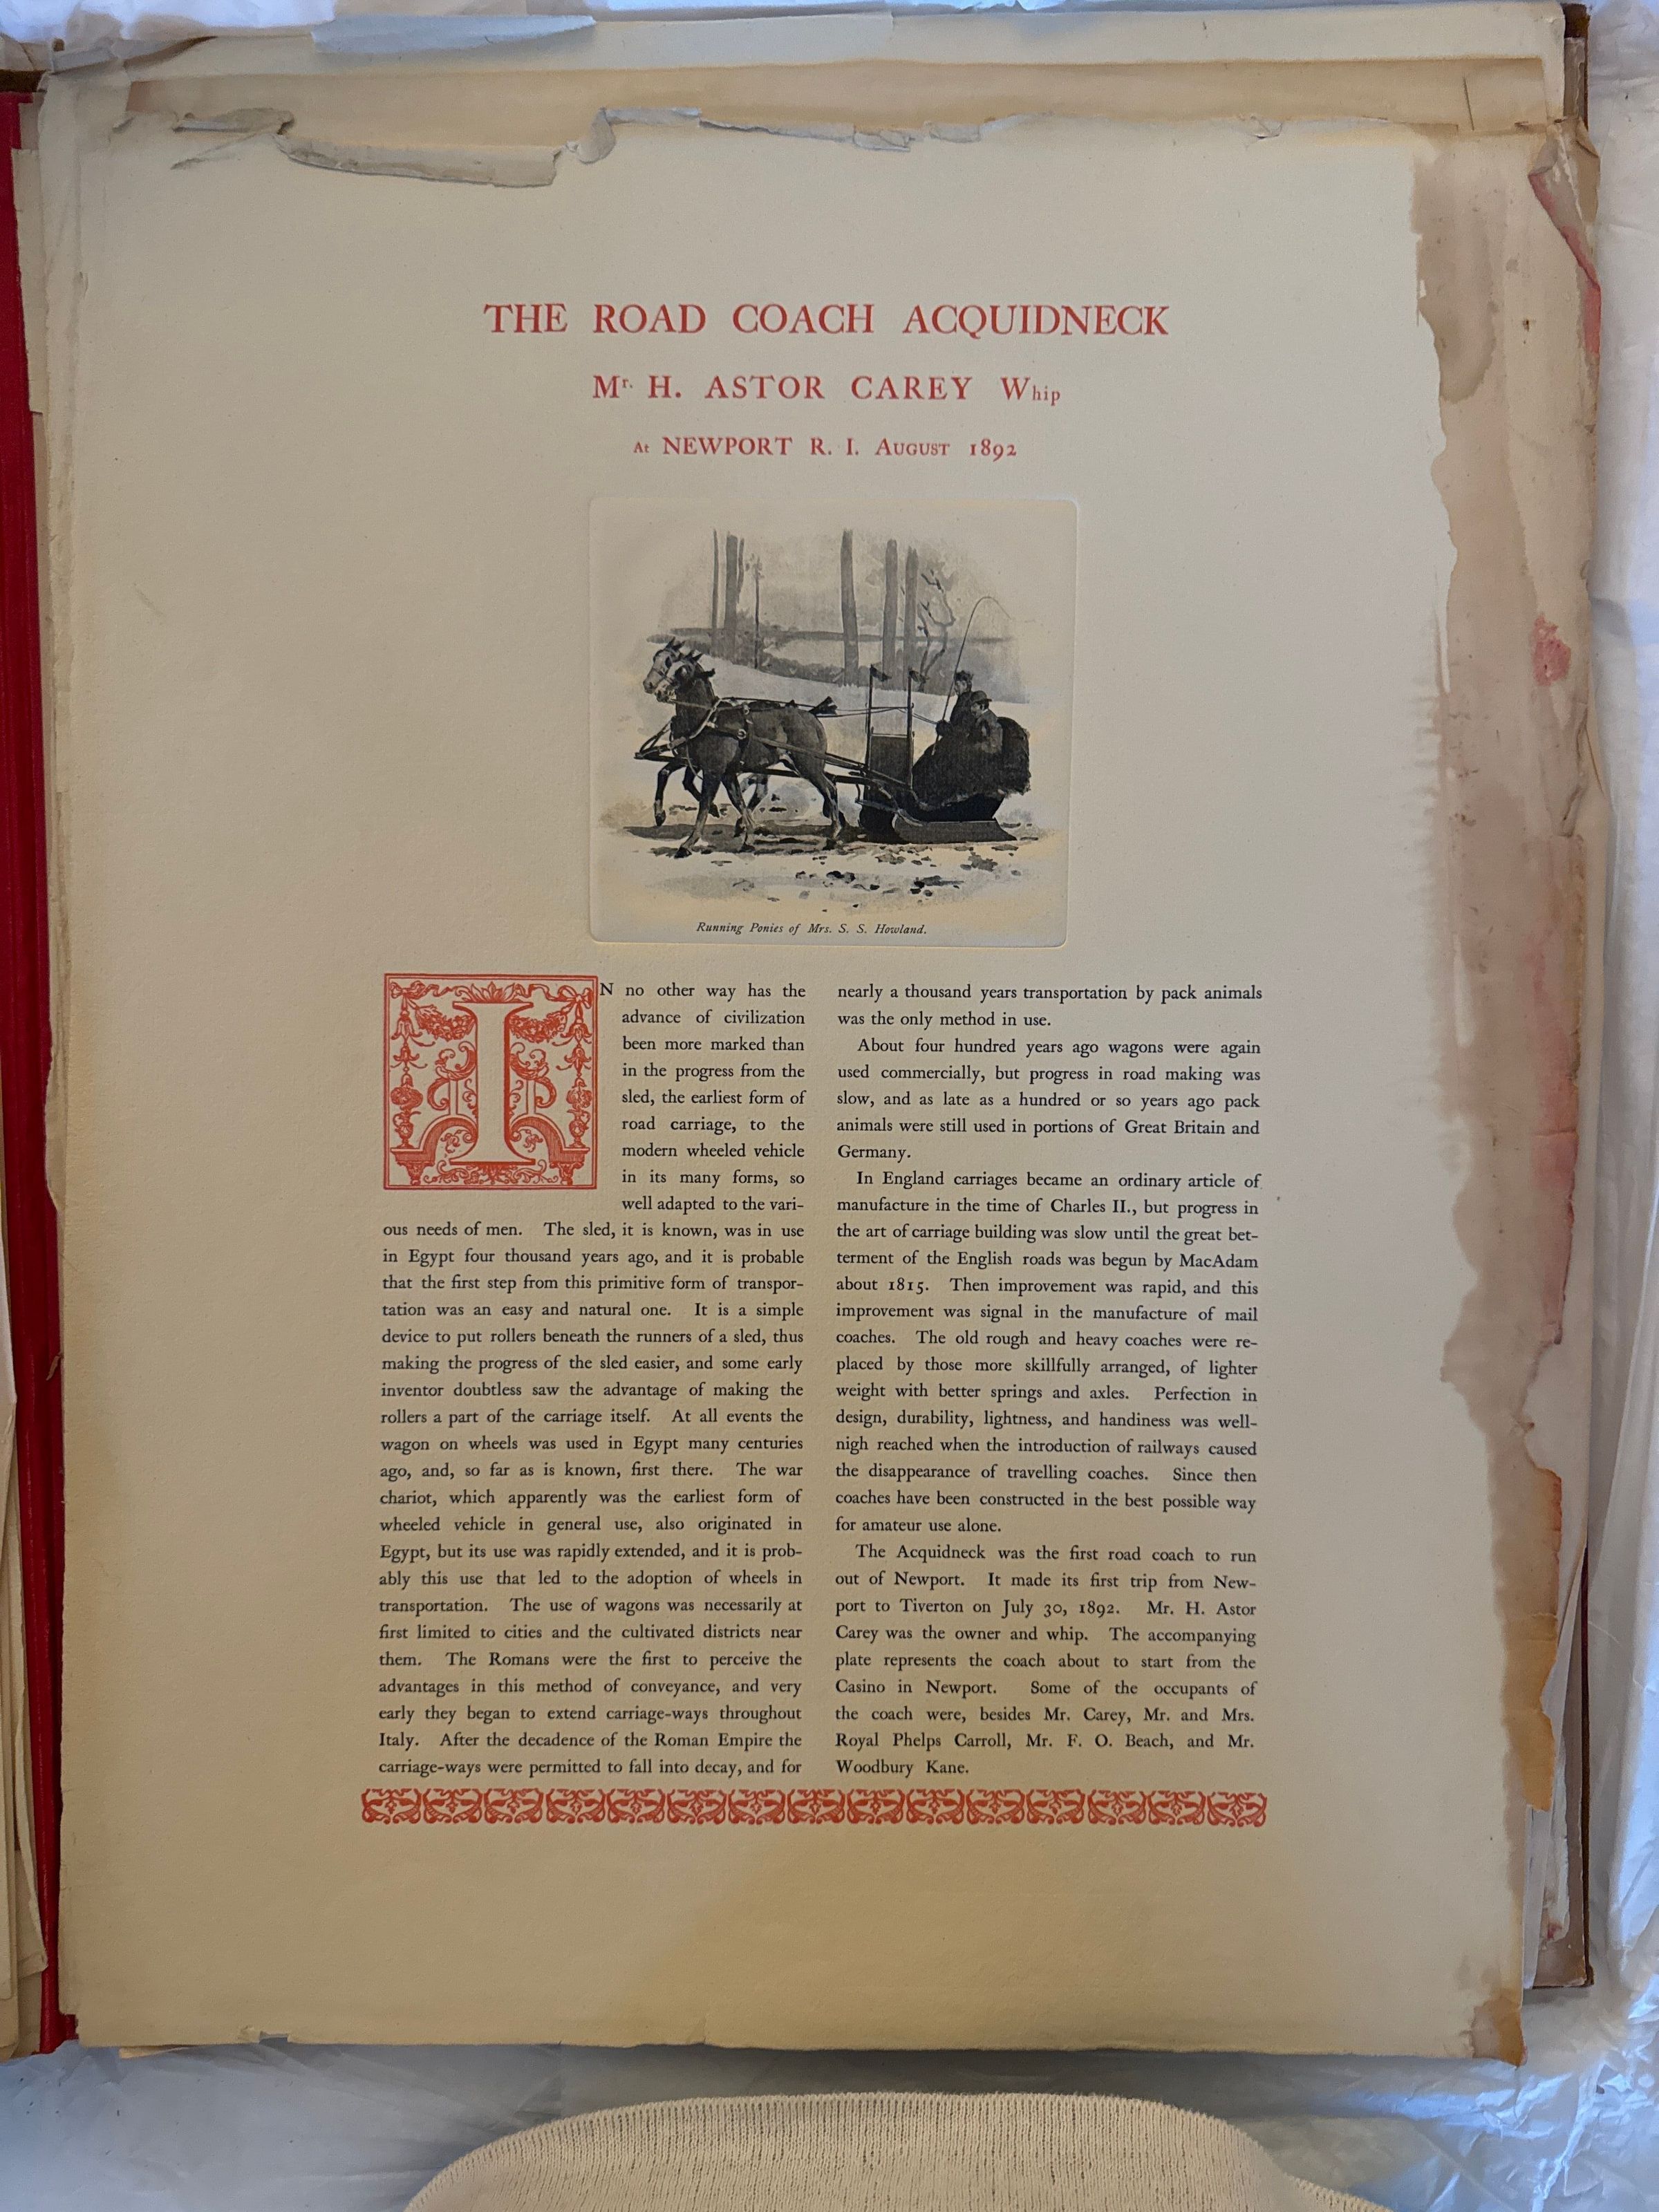 THE ROAD COACH ACQUIDNECK
Mr. H. ASTOR CAREY Whip
At NEWPORT R. I. August 1892
Running Ponies of Mrs. S. S. Howland.
IN no other way has the
advance of civilization
been more marked than
in the progress from the
sled, the earliest form of
road carriage, to the
modern wheeled vehicle
in its many forms, so
well adapted to the vari-
ous needs of men. The sled, it is known, was in use
in Egypt four thousand years ago, and it is probable
that the first step from this primitive form of transpor-
tation was an easy and natural one. It is a simple
device to put rollers beneath the runners of a sled, thus
making the progress of the sled easier, and some early
inventor doubtless saw the advantage of making the
rollers a part of the carriage itself. At all events the
wagon on wheels was used in Egypt many centuries
ago, and, so far as is known, first there. The war
chariot, which apparently was the earliest form of
wheeled vehicle in general use, also originated in
Egypt, but its use was rapidly extended, and it is prob-
ably this use that led to the adoption of wheels in
transportation. The use of wagons was necessarily at
first limited to cities and the cultivated districts near
them. The Romans were the first to perceive the
advantages in this method of conveyance, and very
early they began to extend carriage-ways throughout
Italy. After the decadence of the Roman Empire the
carriage-ways were permitted to fall into decay, and for
nearly a thousand years transportation by pack animals
was the only method in use.
About four hundred years ago wagons were again
used commercially, but progress in road making was
slow, and as late as a hundred or so years ago pack
animals were still used in portions of Great Britain and
Germany.
In England carriages became an ordinary article of
manufacture in the time of Charles II., but progress in
the art of carriage building was slow until the great bet-
terment of the English roads was begun by MacAdam
about 1815. Then improvement was rapid, and this
improvement was signal in the manufacture of mail
coaches. The old rough and heavy coaches were re-
placed by those more skillfully arranged, of lighter
weight with better springs and axles. Perfection in
design, durability, lightness, and handiness was well-
nigh reached when the introduction of railways caused
the disappearance of travelling coaches. Since then
coaches have been constructed in the best possible way
for amateur use alone.
The Acquidneck was the first road coach to run
out of Newport. It made its first trip from New-
port to Tiverton on July 30, 1892. Mr. H. Astor
Carey was the owner and whip. The accompanying
plate represents the coach about to start from the
Casino in Newport. Some of the occupants of
the coach were, besides Mr. Carey, Mr. and Mrs.
Royal Phelps Carroll, Mr. F. O. Beach, and Mr.
Woodbury Kane.